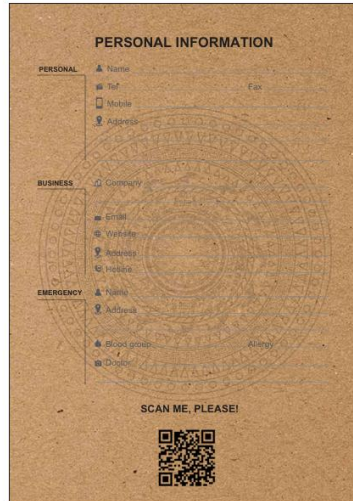 PERSONAL INFORMATION
PERSONAL
Name
Tel
Fax
Mobile
Address
BUSINESS
Company
Email
Website
Address
Hotline
EMERGENCY
Name
Address
Blood group
Allergy
Doctor
SCAN ME, PLEASE!